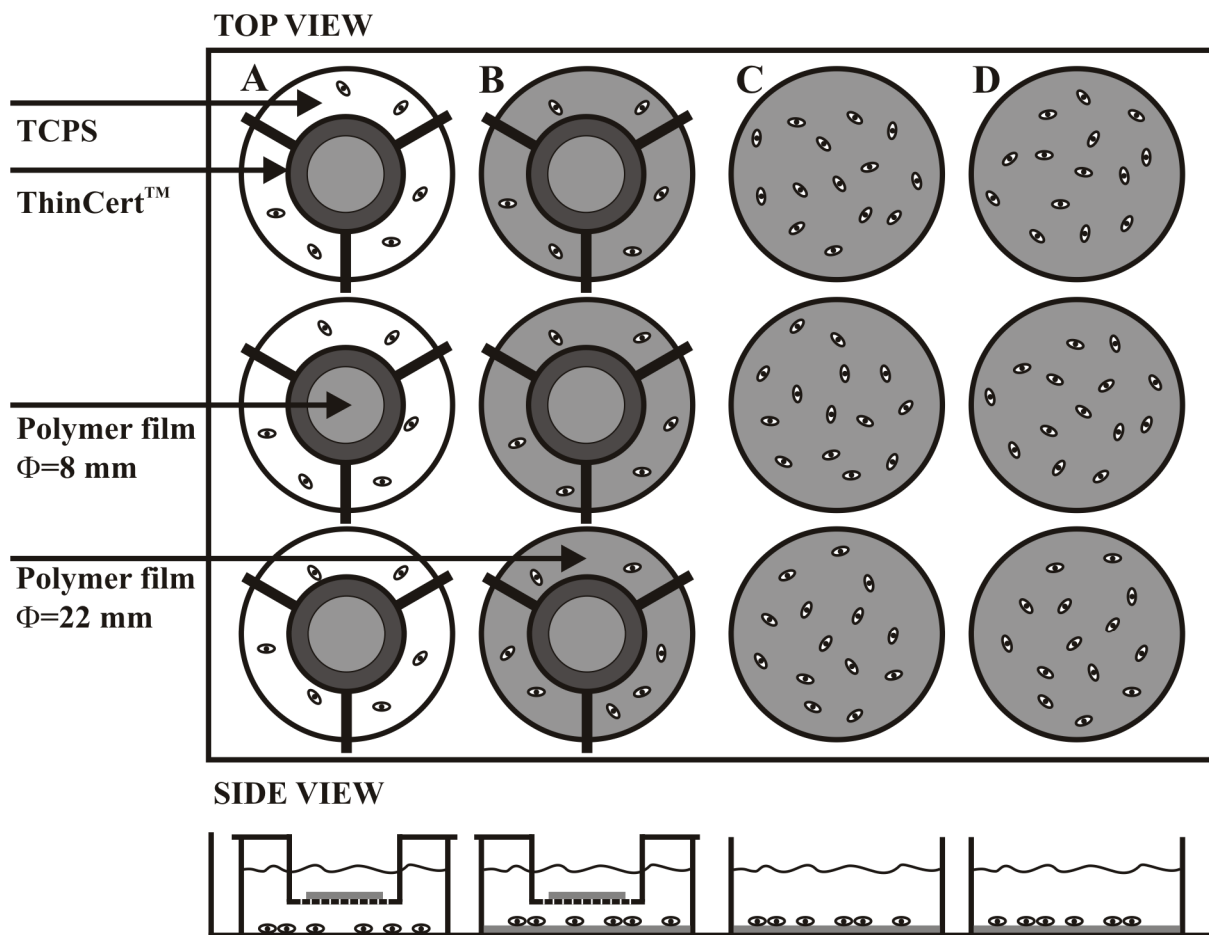 TOP VIEW
A B C D
TCPS
ThinCert™
Polymer film
Φ=8 mm
Polymer film
Φ=22 mm
SIDE VIEW